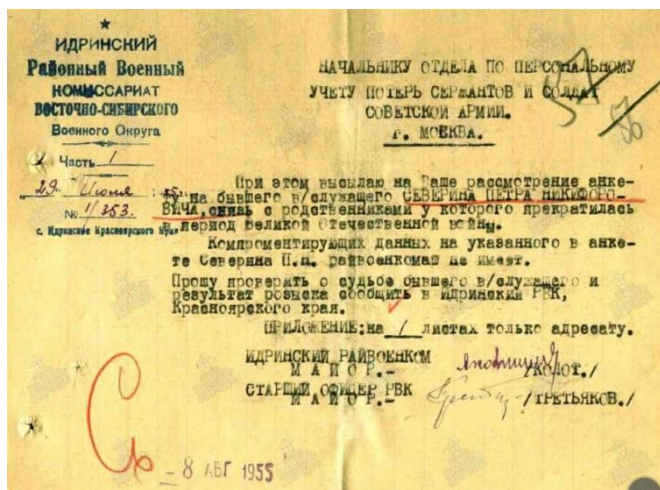 ИДРИНСКИЙ
Районный Военный
КОМИССАРИАТ
ВОСТОЧНО-СИБИРСКОГО
Военного Округа
Часть 1
29 Июля
№ 1/353.
с. Идринское Красноярского края
НАЧАЛЬНИКУ ОТДЕЛА ПО ПЕРСОНАЛЬНОМУ
УЧЕТУ ПОТЕРЬ СЕРЖАНТОВ И СОЛДАТ
СОВЕТСКОЙ АРМИИ.
г. МОСКВА.
57
56
При этом высылаю на Ваше рассмотрение анке-
ту на бывшего в/служащего СЕВЕРИНА ПЕТРА НИКИФОРО-
ВИЧА, связь с родственниками у которого прекратилась
в период великой Отечественной войны.
Компроментирующих данных на указанного в анке-
те Северина П.н. райвоенкомат не имеет.
Прошу проверить о судьбе бывшего в/служащего и
результат розыска сообщить в Идринский РВК,
Красноярского края.
ПРИЛОЖЕНИЕ:на 1 листах только адресату.
ИДРИНСКИЙ РАЙВОЕНКОМ
МАЙОР.-
/КОЛОТ./
СТАРШИЙ ОФИЦЕР РВК
МАЙОР.-
/ТРЕТЬЯКОВ./
- 8 АВГ 1955